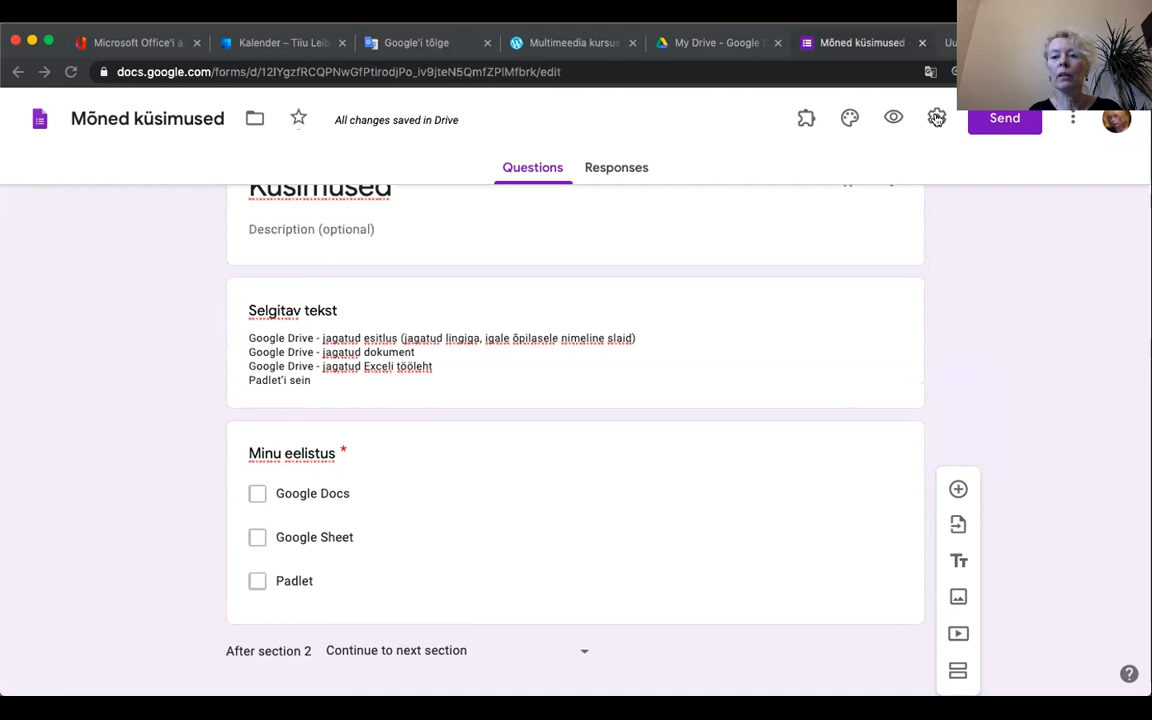 Microsoft Office'i a
Kalender – Tiiu Leib
Google'i tõlge
Multimeedia kursus
My Drive - Google
Mõned küsimused
Uu
docs.google.com/forms/d/12IYgzfRCQPNwGfPtirodjPo_iv9jteN5QmfZPlMfbrk/edit
Mõned küsimused
All changes saved in Drive
Send
Questions
Responses
Küsimused
Description (optional)
Selgitav tekst
Google Drive - jagatud esitlus (jagatud lingiga, igale õpilasele nimeline slaid)
Google Drive - jagatud dokument
Google Drive - jagatud Exceli tööleht
Padlet'i sein
Minu eelistus *
Google Docs
Google Sheet
Padlet
After section 2 Continue to next section